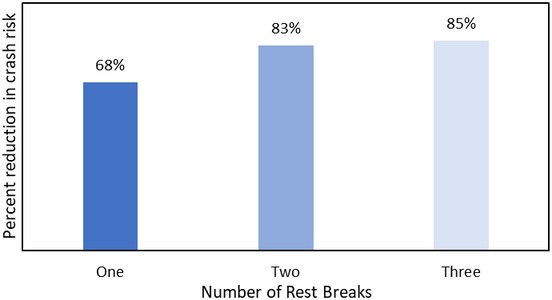 Percent reduction in crash risk
68%
83%
85%
One
Two
Three
Number of Rest Breaks